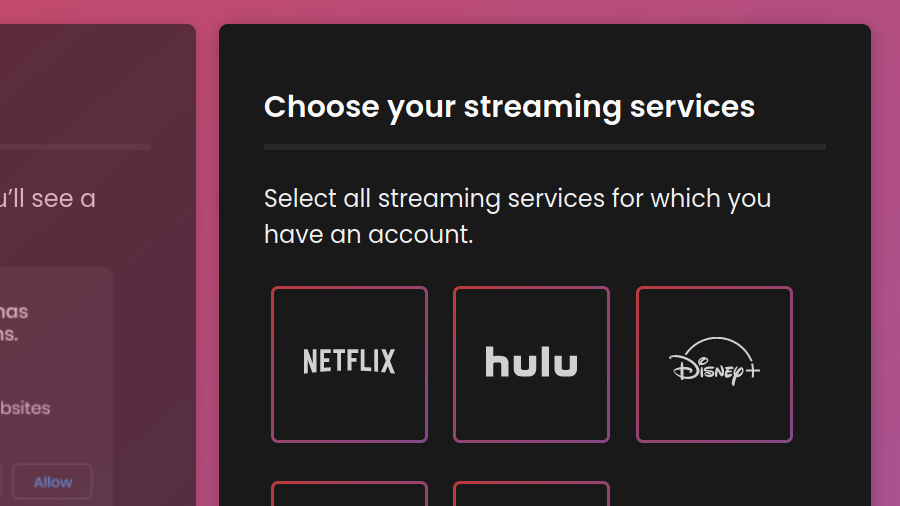 u'll see a
ns.
bsites
Allow
Choose your streaming services
Select all streaming services for which you
have an account.
NETFLIX
hulu
Disney+